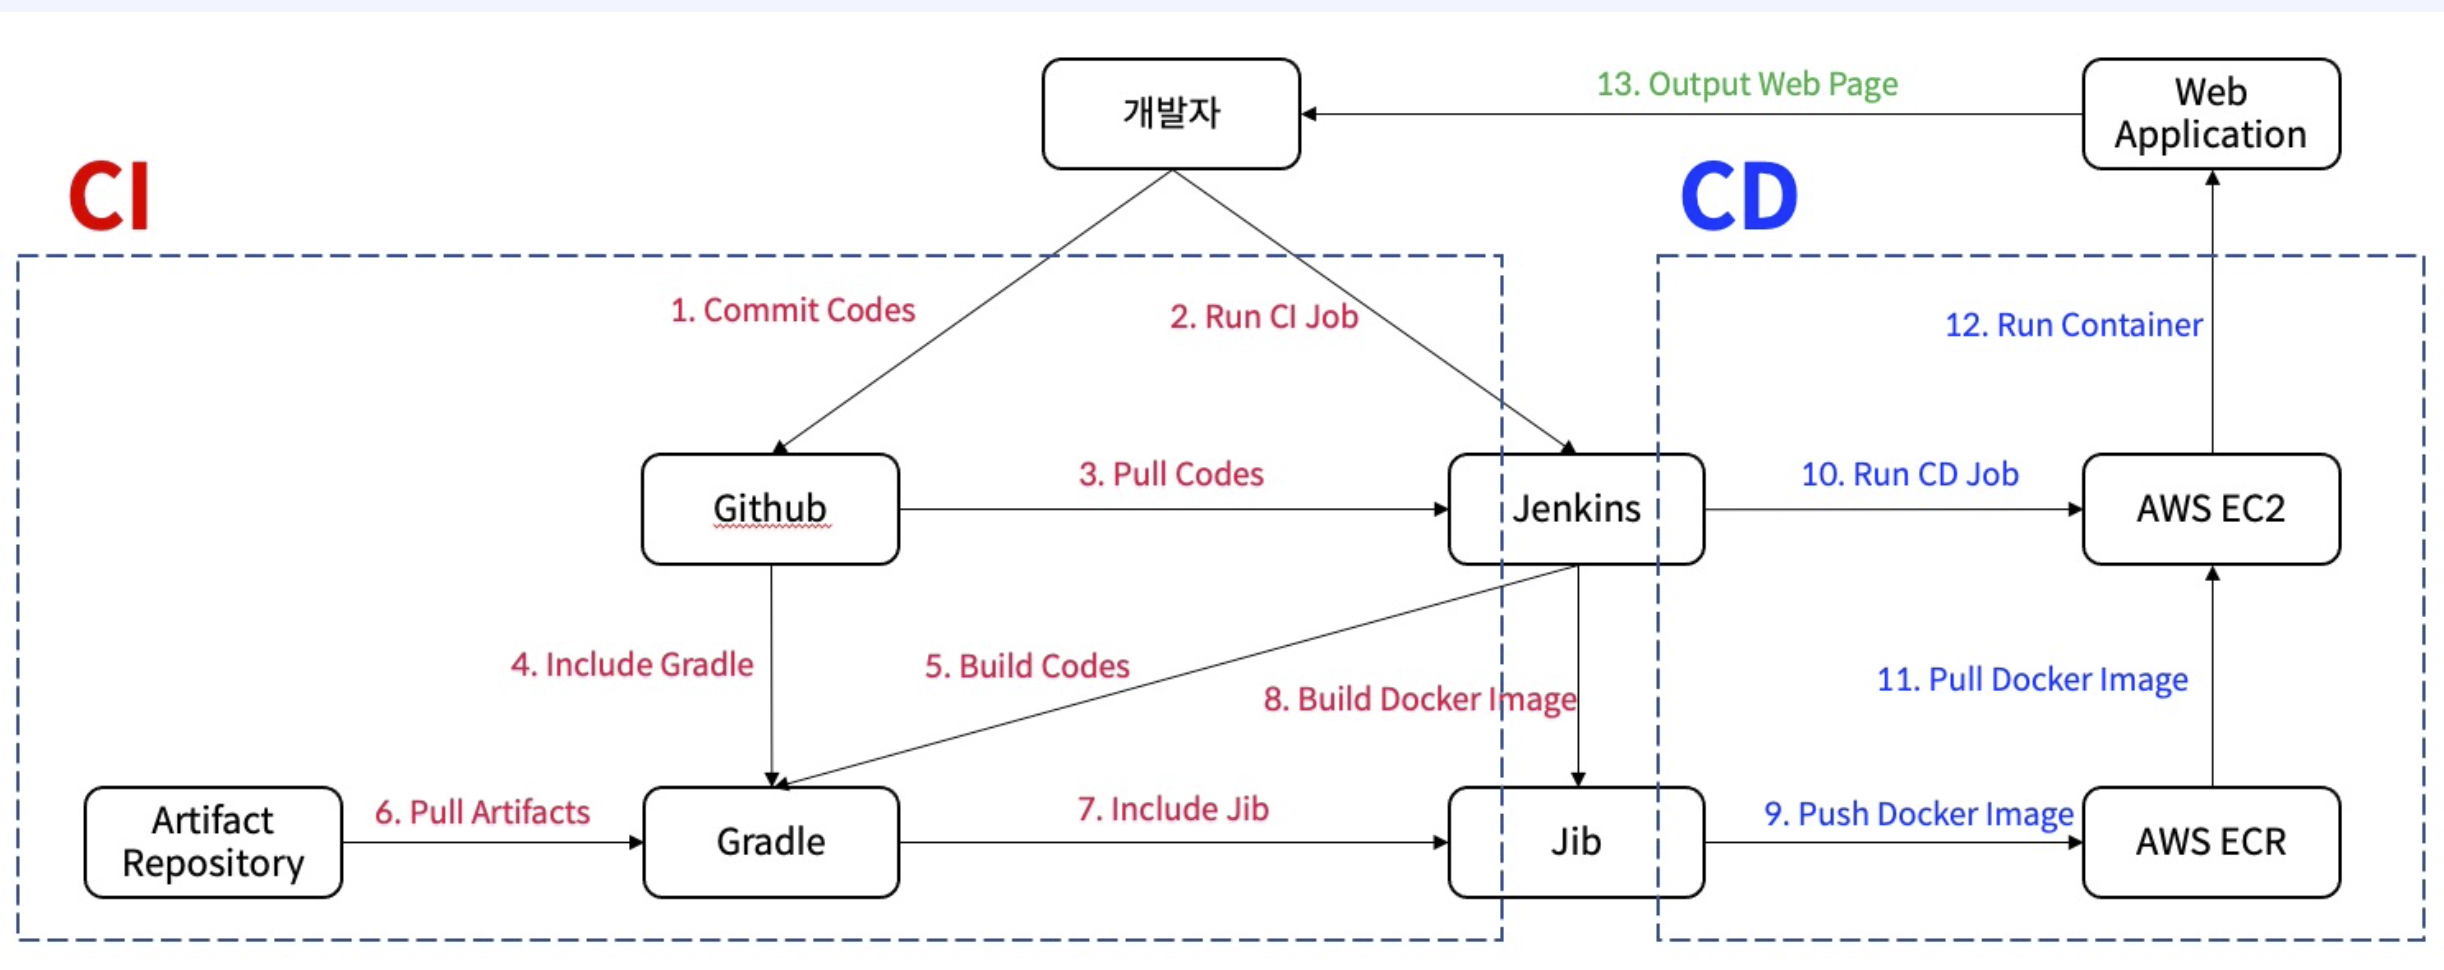 개발자
13. Output Web Page
Web
Application
CI
CD
1. Commit Codes
2. Run CI Job
12. Run Container
Github
3. Pull Codes
Jenkins
10. Run CD Job
AWS EC2
4. Include Gradle
5. Build Codes
8. Build Docker Image
11. Pull Docker Image
Artifact
Repository
6. Pull Artifacts
Gradle
7. Include Jib
Jib
9. Push Docker Image
AWS ECR